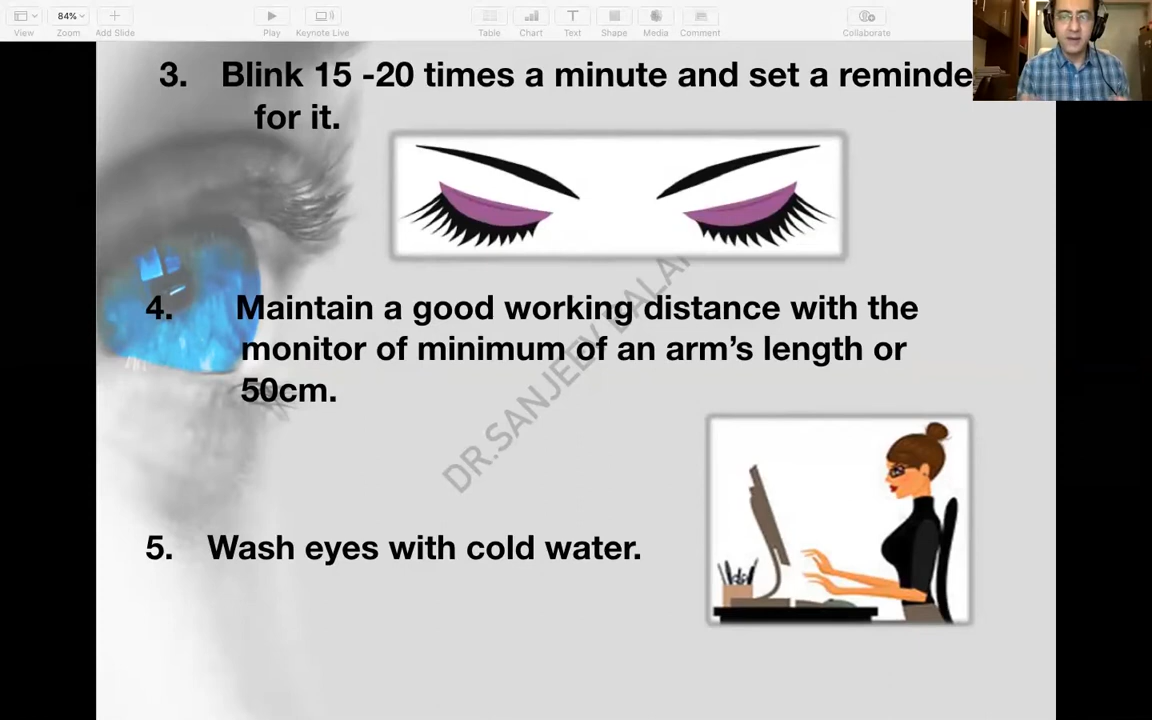 84%
View
Zoom
Add Slide
Play
Keynote Live
Table
Chart
Text
Shape
Media
Comment
Collaborate
3. Blink 15 -20 times a minute and set a reminde
for it.
4. Maintain a good working distance with the
monitor of minimum of an arm’s length or
50cm.
DR.SANJEEV
5. Wash eyes with cold water.